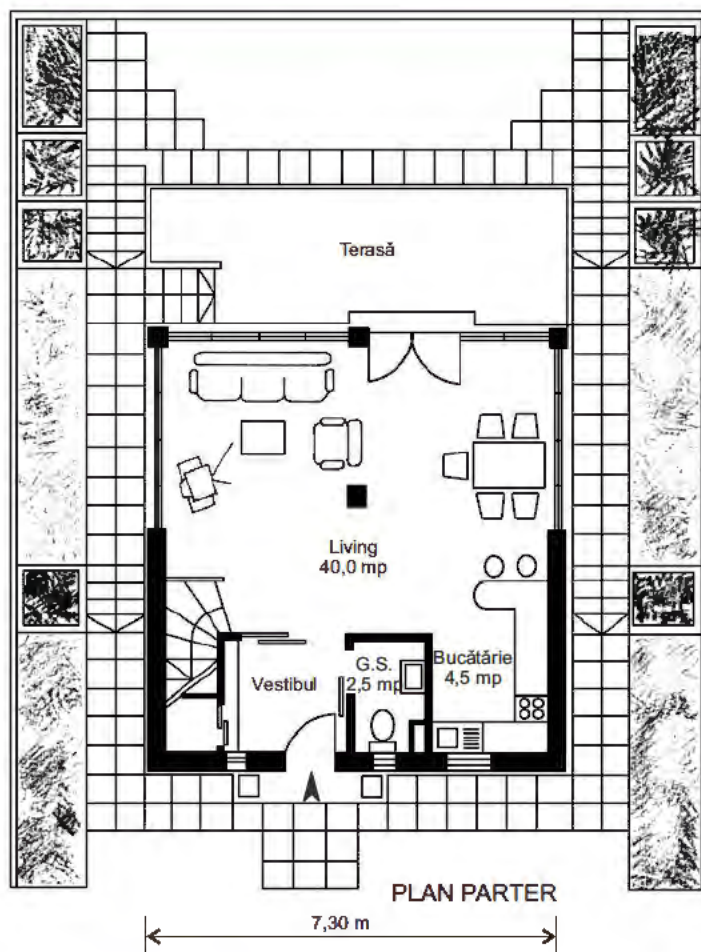 Terasă
Living
40,0 mp
G.S.
2,5 mp
Bucătărie
4,5 mp
Vestibul
PLAN PARTER
7,30 m